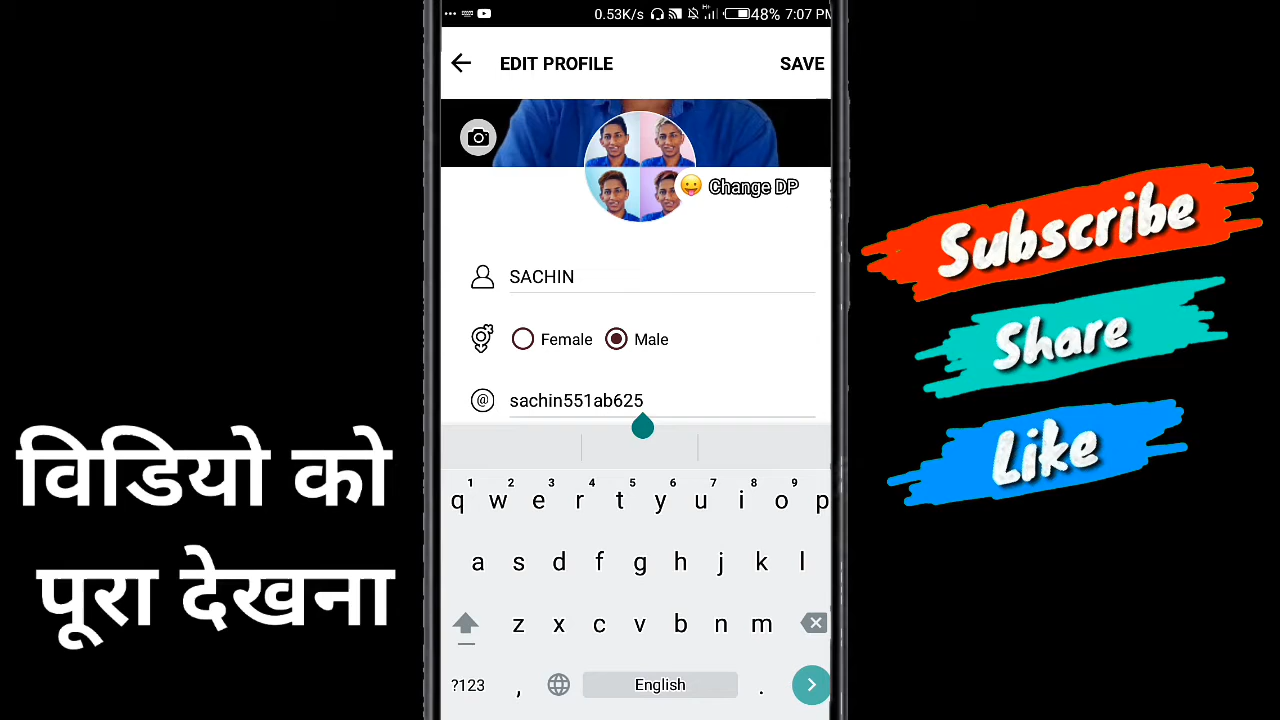 0.53K/s H+ 48% 7:07 PM
EDIT PROFILE SAVE
😛 Change DP
SACHIN
Female Male
@ sachin551ab625
1 2 3 4 5 6 7 8 9
q w e r t y u i o p
a s d f g h j k l
z x c v b n m
?123 , English .
विडियो को
पूरा देखना
Subscribe
Share
Like